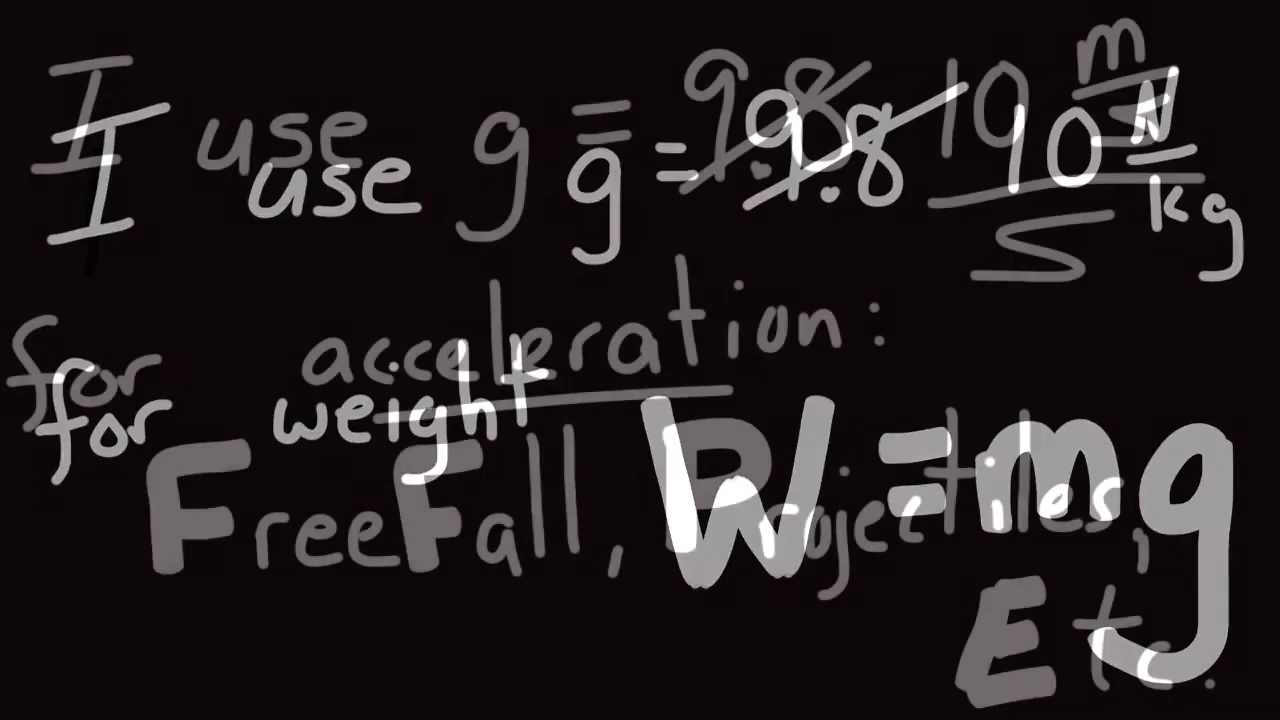 I use g = 9.8 10 m/s/s
for acceleration:
FreeFall, Projectiles,
Etc.
I use g = 9.8 10 N/kg
for weight
W = mg